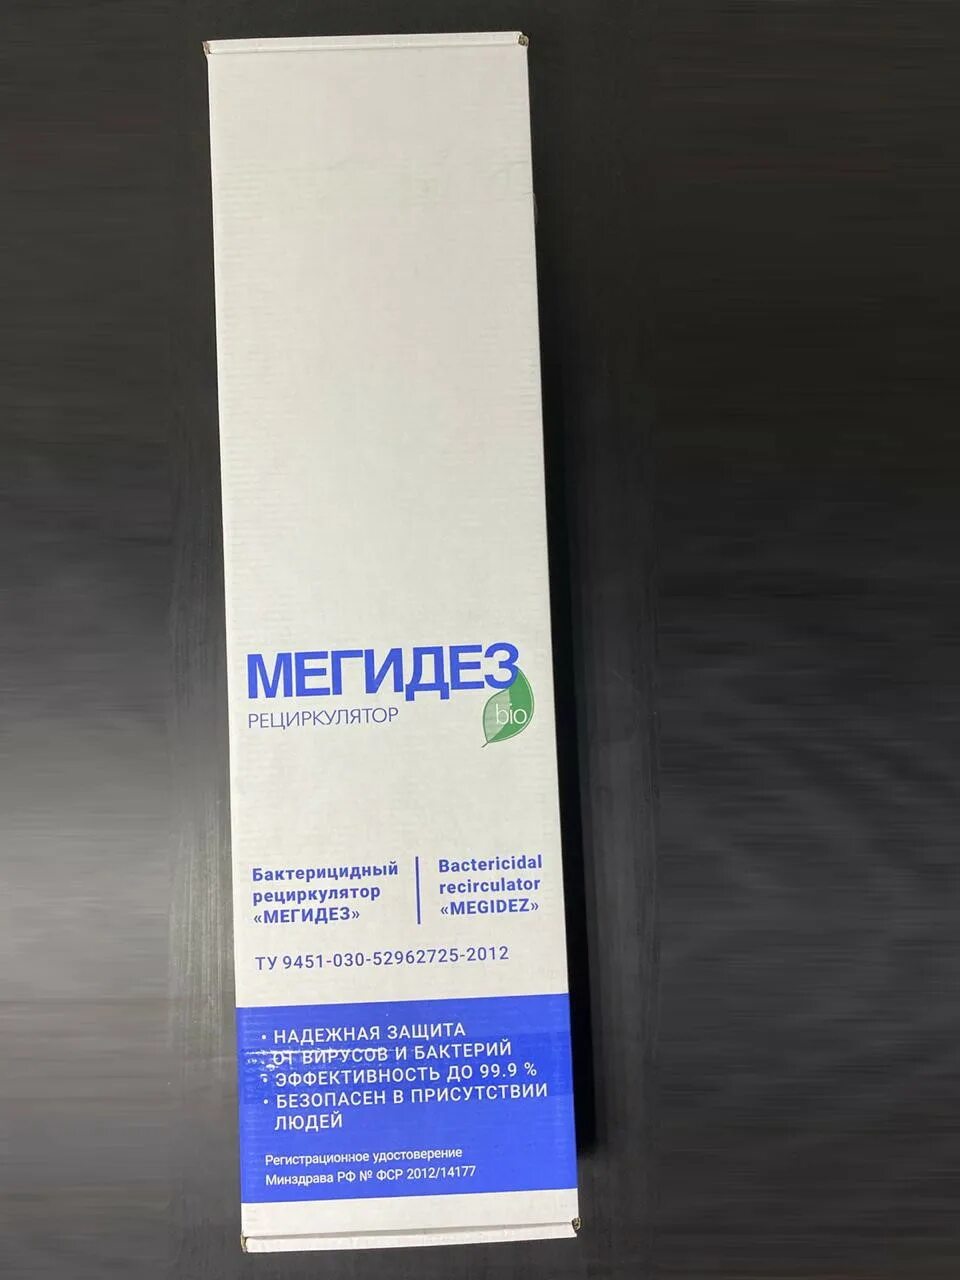 МЕГИДЕЗ
РЕЦИРКУЛЯТОР
bio
Бактерицидный
рециркулятор
«МЕГИДЕЗ»
Bactericidal
recirculator
«MEGIDEZ»
ТУ 9451-030-52962725-2012
• НАДЕЖНАЯ ЗАЩИТА
ОТ ВИРУСОВ И БАКТЕРИЙ
• ЭФФЕКТИВНОСТЬ ДО 99.9 %
• БЕЗОПАСЕН В ПРИСУТСТВИИ
ЛЮДЕЙ
Регистрационное удостоверение
Минздрава РФ № ФСР 2012/14177